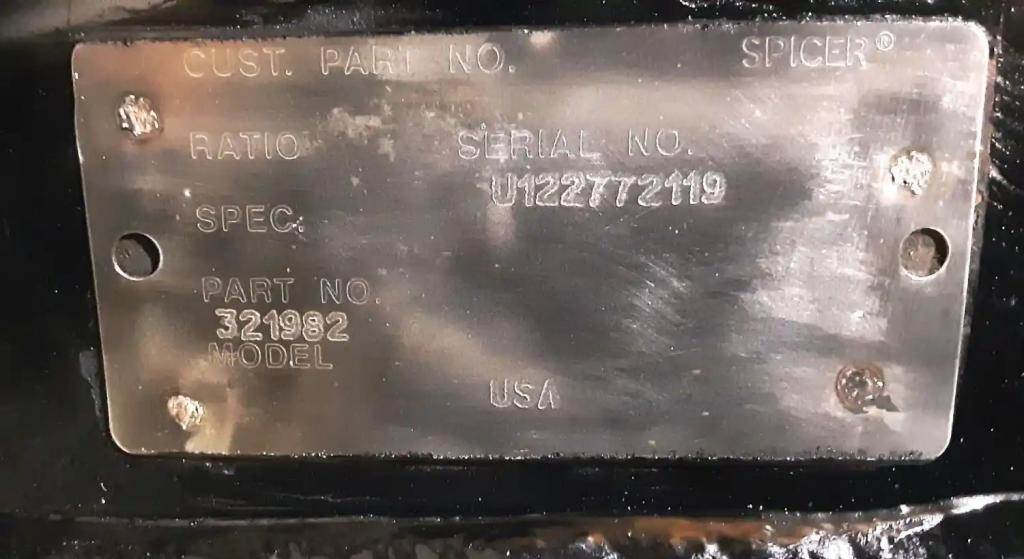 CUST. PART NO. SPICER®
RATIO SERIAL NO.
U122772119
SPEC.
PART NO.
321982
MODEL
USA